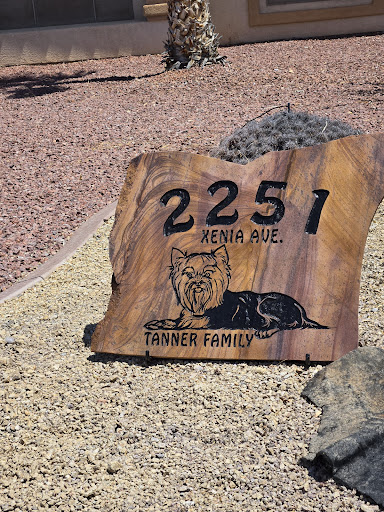 2251
XENIA AVE.
TANNER FAMILY